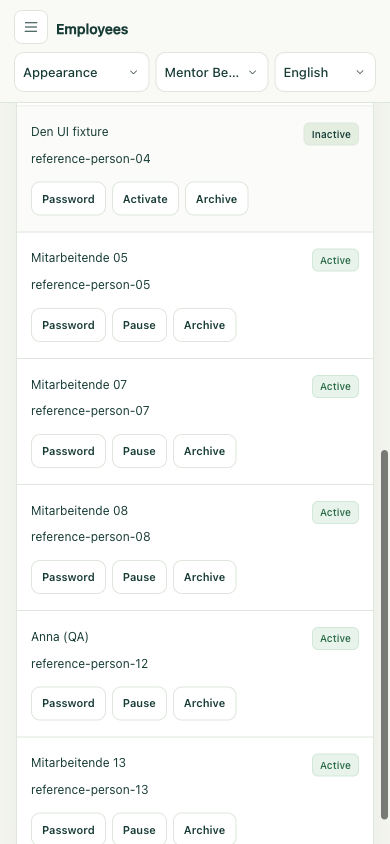 Employees
Appearance
Mentor Be...
English
Den UI fixture
Inactive
reference-person-04
Password Activate Archive
Mitarbeitende 05
Active
reference-person-05
Password Pause Archive
Mitarbeitende 07
Active
reference-person-07
Password Pause Archive
Mitarbeitende 08
Active
reference-person-08
Password Pause Archive
Anna (QA)
Active
reference-person-12
Password Pause Archive
Mitarbeitende 13
Active
reference-person-13
Password Pause Archive